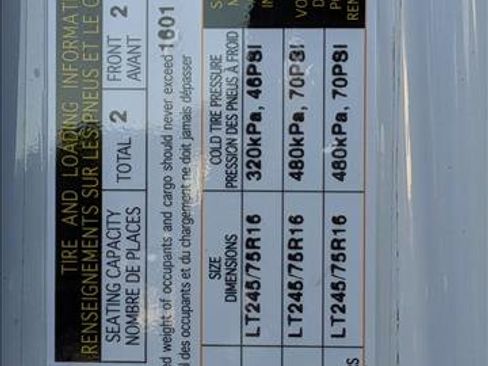 TIRE AND LOADING INFORMATI
RENSEIGNEMENTS SUR LES PNEUS ET LE C
SEATING CAPACITY
NOMBRE DE PLACES
TOTAL 2
FRONT
AVANT
2
d weight of occupants and cargo should never exceed 1601
l des occupants et du chargement ne doit jamais dépasser
SIZE
DIMENSIONS
COLD TIRE PRESSURE
PRESSION DES PNEUS À FROID
LT245/75R16 320kPa, 46PSI
LT245/75R16 480kPa, 70PSI
LT245/75R16 480kPa, 70PSI